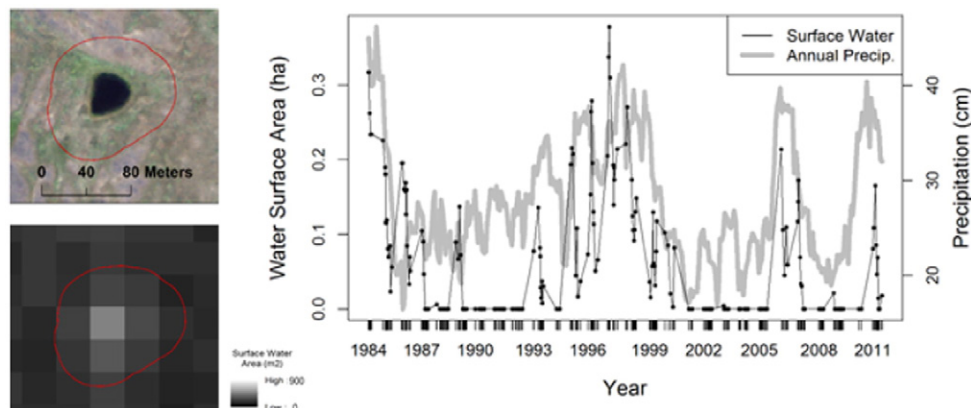 0 40 80 Meters
Surface Water
Area (m2)
High : 900
Low : 0
Water Surface Area (ha)
0.3
0.2
0.1
0.0
Surface Water
Annual Precip.
40
30
20
Precipitation (cm)
1984 1987 1990 1993 1996 1999 2002 2005 2008 2011
Year